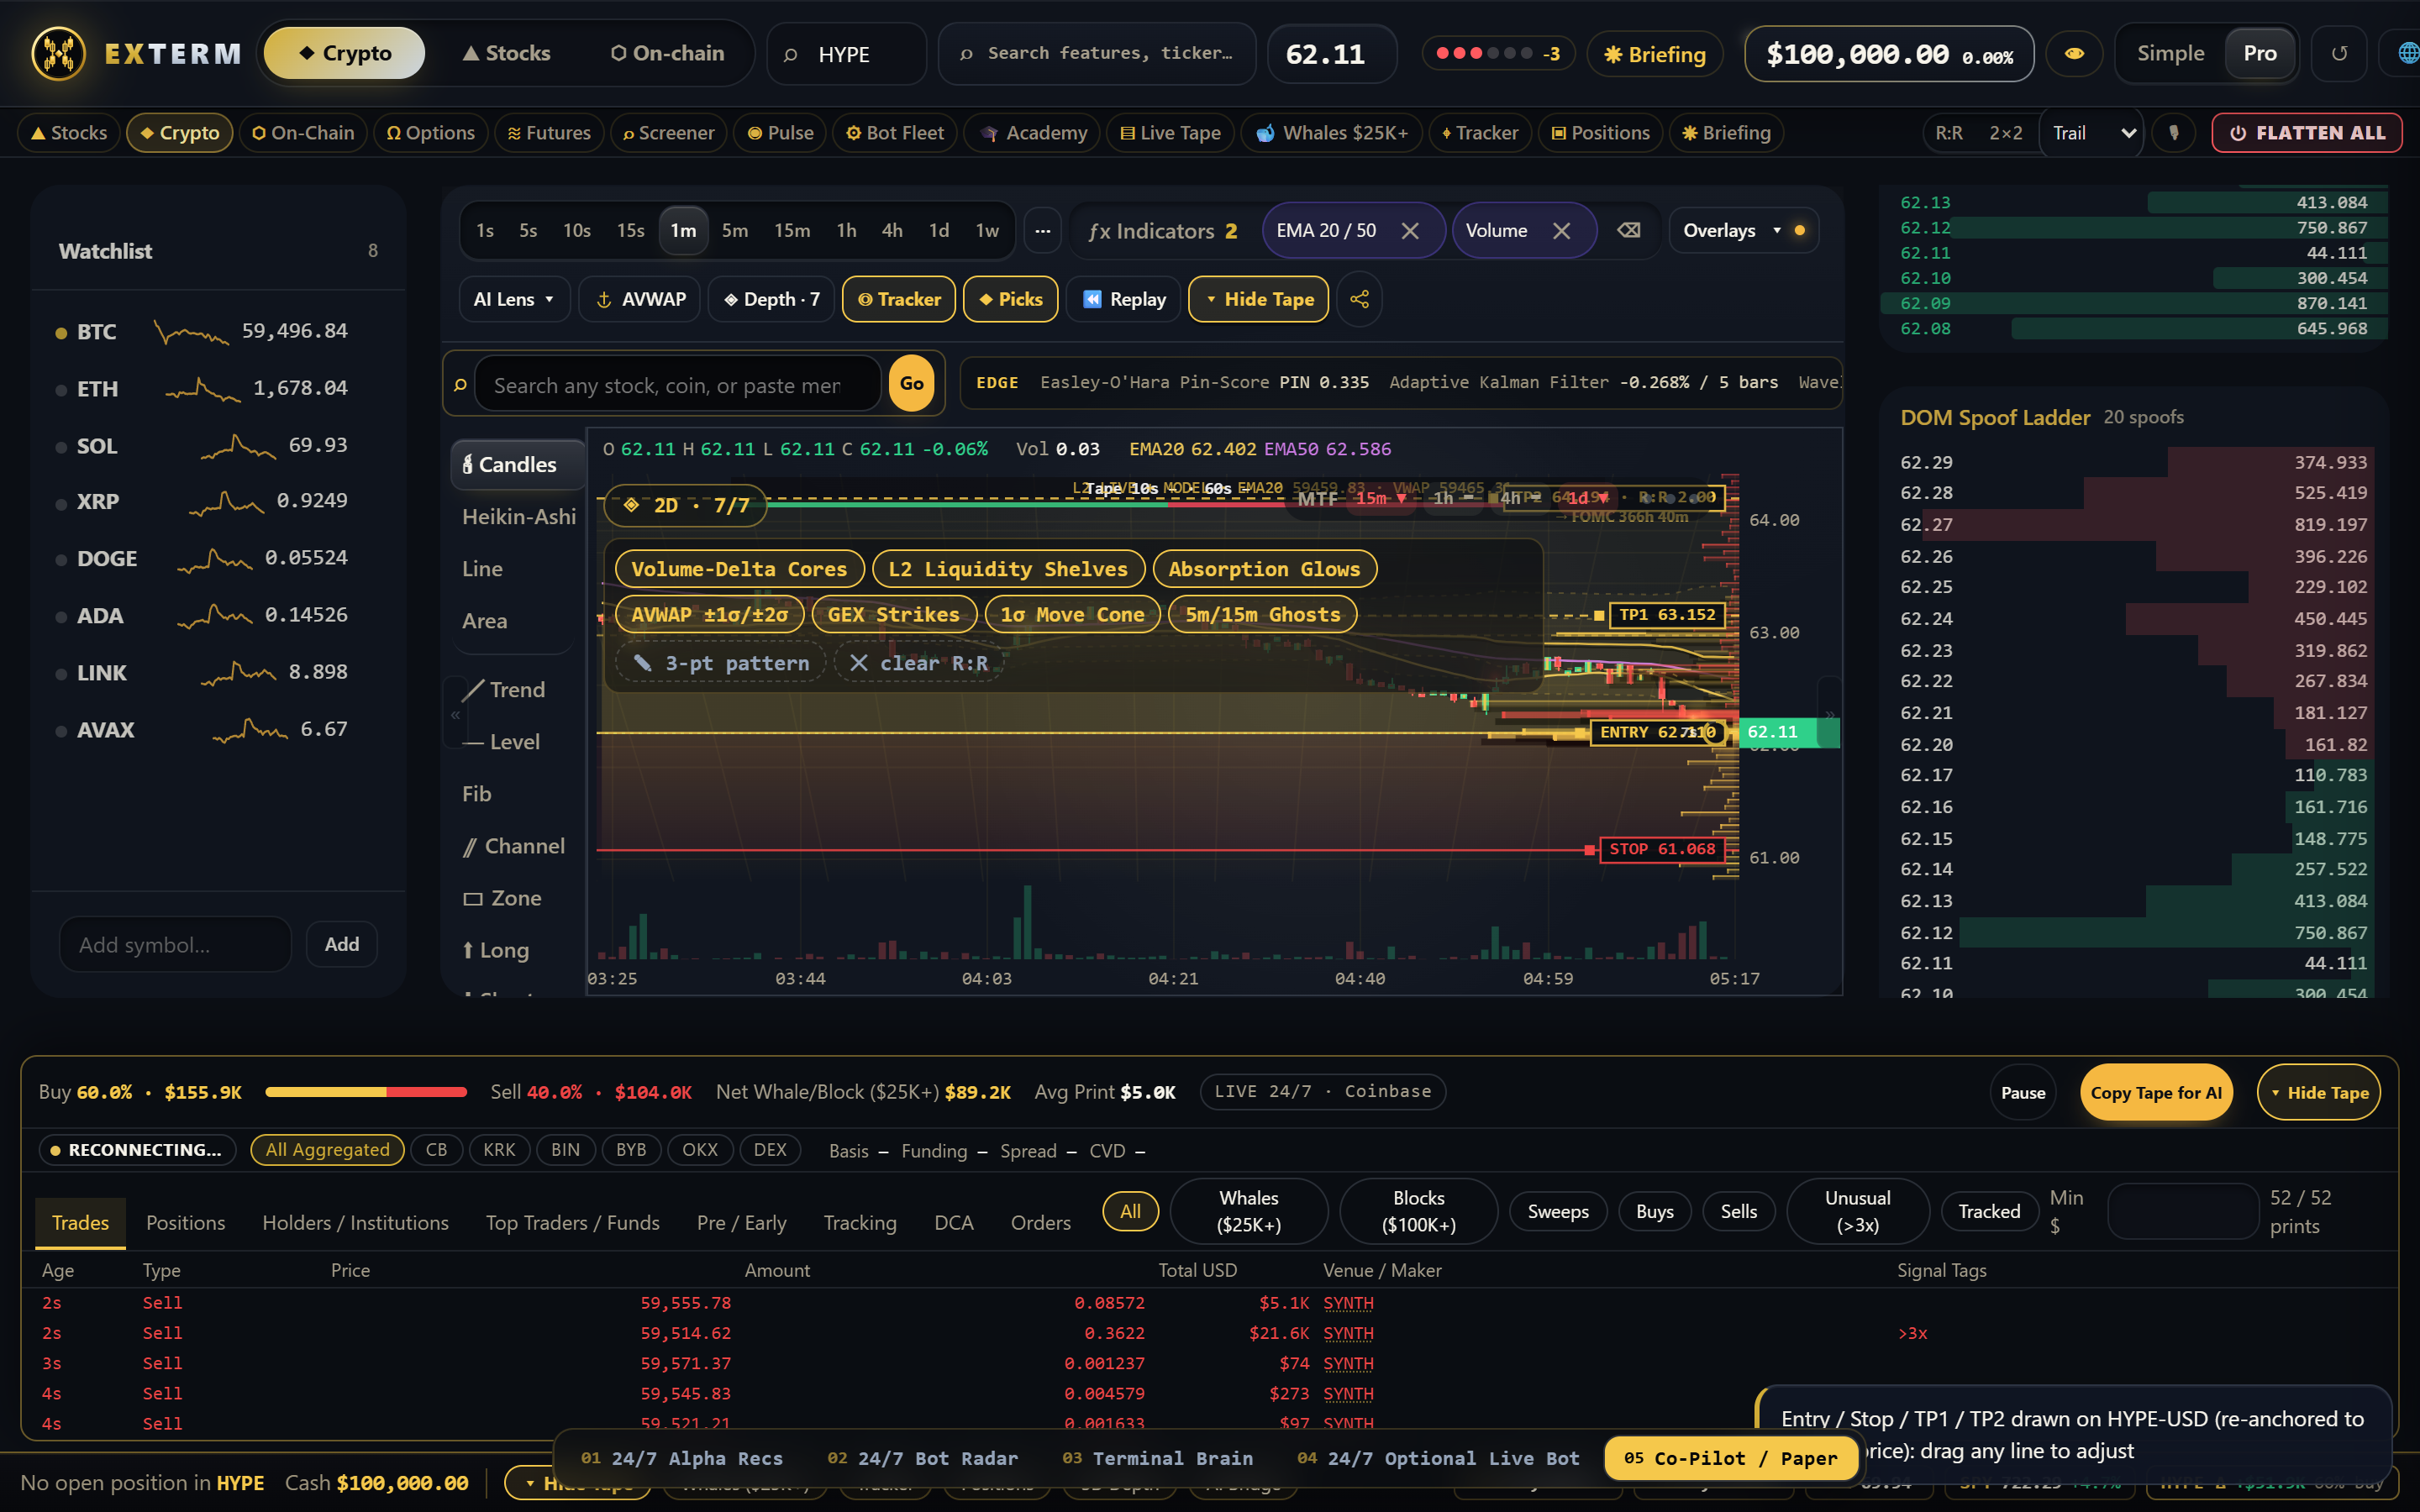 EXTERM
Crypto Stocks On-chain
HYPE
Search features, ticker…
62.11
-3
Briefing
$100,000.00 0.00%
Simple Pro
Stocks Crypto On-Chain Options Futures Screener Pulse Bot Fleet Academy Live Tape Whales $25K+ Tracker Positions Briefing
R:R 2×2 Trail FLATTEN ALL
Watchlist 8
BTC 59,496.84
ETH 1,678.04
SOL 69.93
XRP 0.9249
DOGE 0.05524
ADA 0.14526
LINK 8.898
AVAX 6.67
Add symbol... Add
1s 5s 10s 15s 1m 5m 15m 1h 4h 1d 1w ... ƒx Indicators 2 EMA 20 / 50 Volume Overlays
AI Lens AVWAP Depth · 7 Tracker Picks Replay Hide Tape
Search any stock, coin, or paste mer Go
EDGE Easley-O'Hara Pin-Score PIN 0.335 Adaptive Kalman Filter -0.268% / 5 bars
Candles
Heikin-Ashi
Line
Area
Trend
Level
Fib
Channel
Zone
Long
O 62.11 H 62.11 L 62.11 C 62.11 -0.06% Vol 0.03 EMA20 62.402 EMA50 62.586
2D · 7/7
MTF 15m ▼ 1h 4h 1d ▼
→ FOMC 366h 40m
Volume-Delta Cores L2 Liquidity Shelves Absorption Glows
AVWAP ±1σ/±2σ GEX Strikes 1σ Move Cone 5m/15m Ghosts
3-pt pattern clear R:R
TP1 63.152
STOP 61.068
64.00
63.00
62.11
61.00
03:25 03:44 04:03 04:21 04:40 04:59 05:17
62.13 413.084
62.12 750.867
62.11 44.111
62.10 300.454
62.09 870.141
62.08 645.968
DOM Spoof Ladder 20 spoofs
62.29 374.933
62.28 525.419
62.27 819.197
62.26 396.226
62.25 229.102
62.24 450.445
62.23 319.862
62.22 267.834
62.21 181.127
62.20 161.82
62.17 110.783
62.16 161.716
62.15 148.775
62.14 257.522
62.13 413.084
62.12 750.867
62.11 44.111
62.10 300.454
Buy 60.0% · $155.9K Sell 40.0% · $104.0K Net Whale/Block ($25K+) $89.2K Avg Print $5.0K LIVE 24/7 · Coinbase
Pause Copy Tape for AI Hide Tape
RECONNECTING... All Aggregated CB KRK BIN BYB OKX DEX Basis – Funding – Spread – CVD –
Trades Positions Holders / Institutions Top Traders / Funds Pre / Early Tracking DCA Orders
All Whales ($25K+) Blocks ($100K+) Sweeps Buys Sells Unusual (>3x) Tracked Min $ 52 / 52 prints
Age Type Price Amount Total USD Venue / Maker Signal Tags
2s Sell 59,555.78 0.08572 $5.1K SYNTH
2s Sell 59,514.62 0.3622 $21.6K SYNTH >3x
3s Sell 59,571.37 0.001237 $74 SYNTH
4s Sell 59,545.83 0.004579 $273 SYNTH
4s Sell 59,521.21 0.001633 $97 SYNTH
Entry / Stop / TP1 / TP2 drawn on HYPE-USD (re-anchored to
price): drag any line to adjust
01 24/7 Alpha Recs 02 24/7 Bot Radar 03 Terminal Brain 04 24/7 Optional Live Bot 05 Co-Pilot / Paper
No open position in HYPE Cash $100,000.00